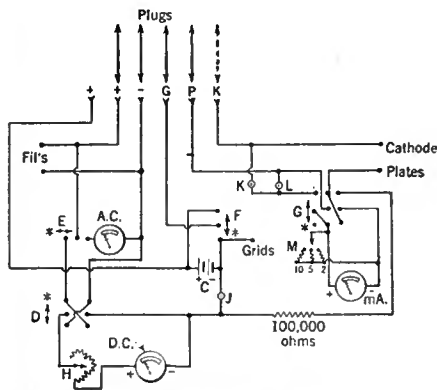 Plugs
+ + - G P K
Cathode
Fil's
K L
Plates
E A.C.
F
G
*
*
*
Grids
M
+ C -
10 5 2
D *
J
+ mA. -
D.C.
H + -
100,000
ohms